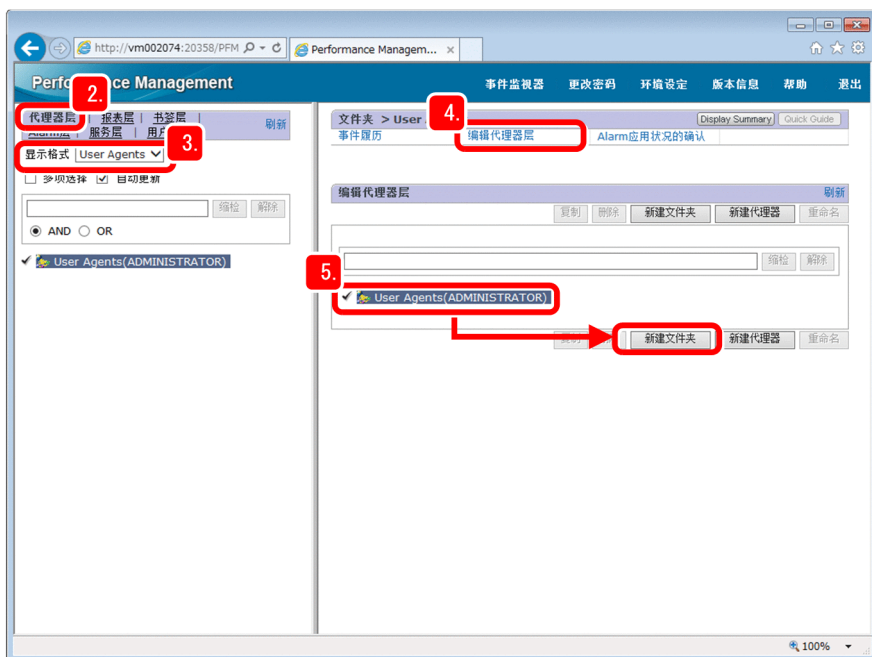 http://vm002074:20358/PFM
Performance Managem...
Performance Management
事件监视器 更改密码 环境设定 版本信息 帮助 退出
2.
代理器层 | 报表层 | 书签层 |
Alarm层 | 服务层 | 用户
刷新
3.
显示格式 User Agents
多项选择 自动更新
缩检 解除
AND OR
User Agents(ADMINISTRATOR)
4.
文件夹 > User
Display Summary Quick Guide
事件履历 编辑代理器层 Alarm应用状况的确认
编辑代理器层 刷新
复制 删除 新建文件夹 新建代理器 重命名
缩检 解除
5.
User Agents(ADMINISTRATOR)
新建文件夹 新建代理器 重命名
100%